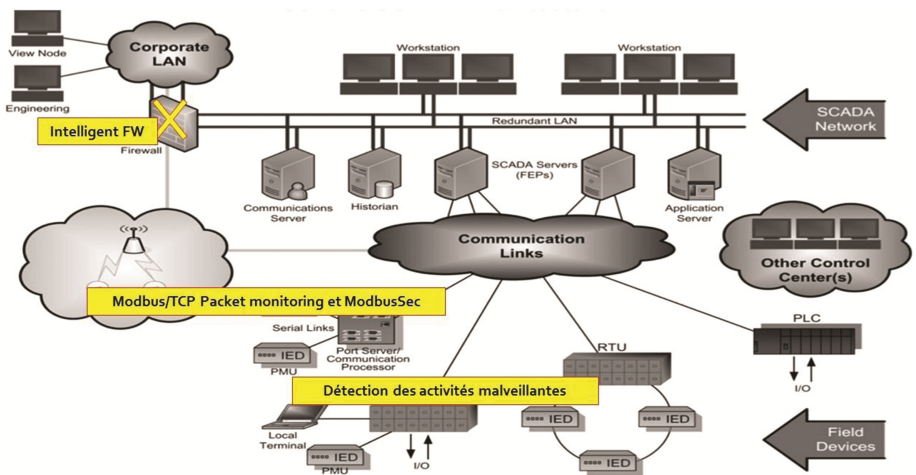 View Node
Engineering
Corporate
LAN
Workstation
Workstation
Intelligent FW
Firewall
Redundant LAN
SCADA
Network
Communications
Server
Historian
SCADA Servers
(FEPs)
Application
Server
Communication
Links
Other Control
Center(s)
Modbus/TCP Packet monitoring et ModbusSec
Serial Links
IED
PMU
Port Server/
Communication
Processor
RTU
PLC
I/O
Détection des activités malveillantes
Local
Terminal
IED
PMU
I/O
IED
IED
IED
Field
Devices